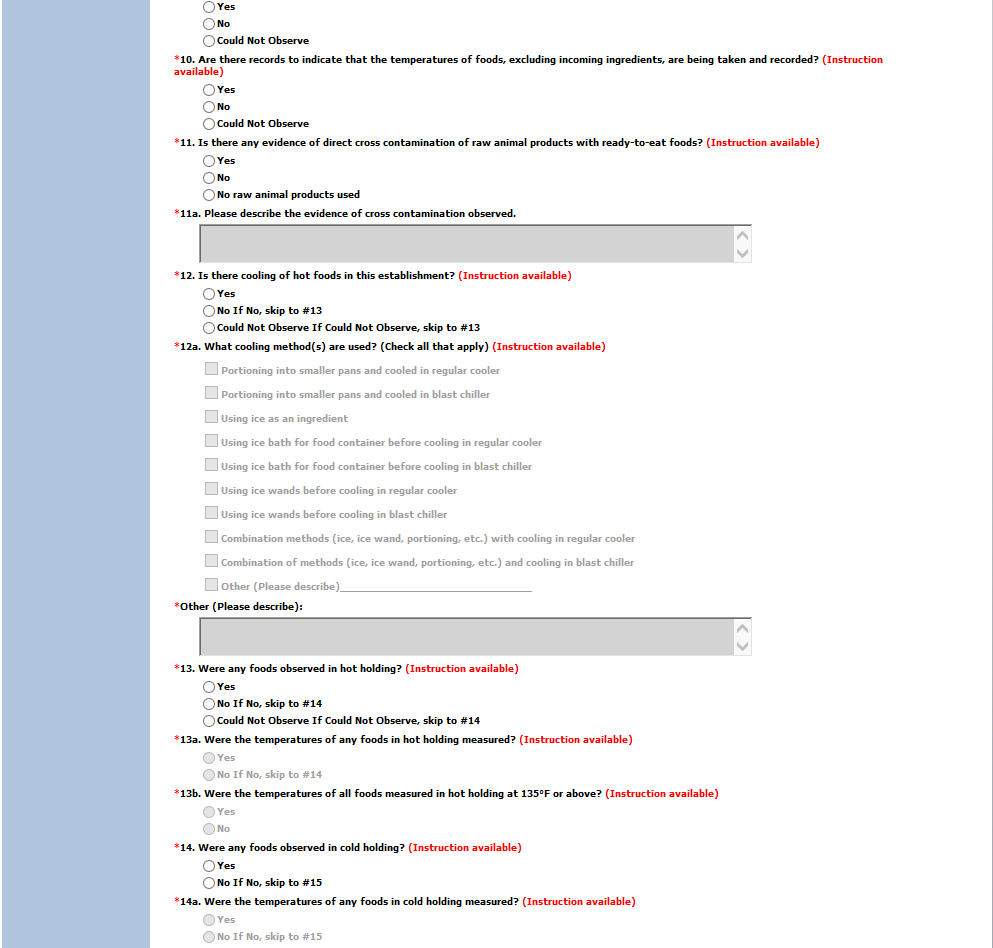 Yes
No
Could Not Observe
*10. Are there records to indicate that the temperatures of foods, excluding incoming ingredients, are being taken and recorded? (Instruction
available)
Yes
No
Could Not Observe
*11. Is there any evidence of direct cross contamination of raw animal products with ready-to-eat foods? (Instruction available)
Yes
No
No raw animal products used
*11a. Please describe the evidence of cross contamination observed.
*12. Is there cooling of hot foods in this establishment? (Instruction available)
Yes
No If No, skip to #13
Could Not Observe If Could Not Observe, skip to #13
*12a. What cooling method(s) are used? (Check all that apply) (Instruction available)
Portioning into smaller pans and cooled in regular cooler
Portioning into smaller pans and cooled in blast chiller
Using ice as an ingredient
Using ice bath for food container before cooling in regular cooler
Using ice bath for food container before cooling in blast chiller
Using ice wands before cooling in regular cooler
Using ice wands before cooling in blast chiller
Combination methods (ice, ice wand, portioning, etc.) with cooling in regular cooler
Combination of methods (ice, ice wand, portioning, etc.) and cooling in blast chiller
Other (Please describe)________________________________
*Other (Please describe):
*13. Were any foods observed in hot holding? (Instruction available)
Yes
No If No, skip to #14
Could Not Observe If Could Not Observe, skip to #14
*13a. Were the temperatures of any foods in hot holding measured? (Instruction available)
Yes
No If No, skip to #14
*13b. Were the temperatures of all foods measured in hot holding at 135°F or above? (Instruction available)
Yes
No
*14. Were any foods observed in cold holding? (Instruction available)
Yes
No If No, skip to #15
*14a. Were the temperatures of any foods in cold holding measured? (Instruction available)
Yes
No If No, skip to #15